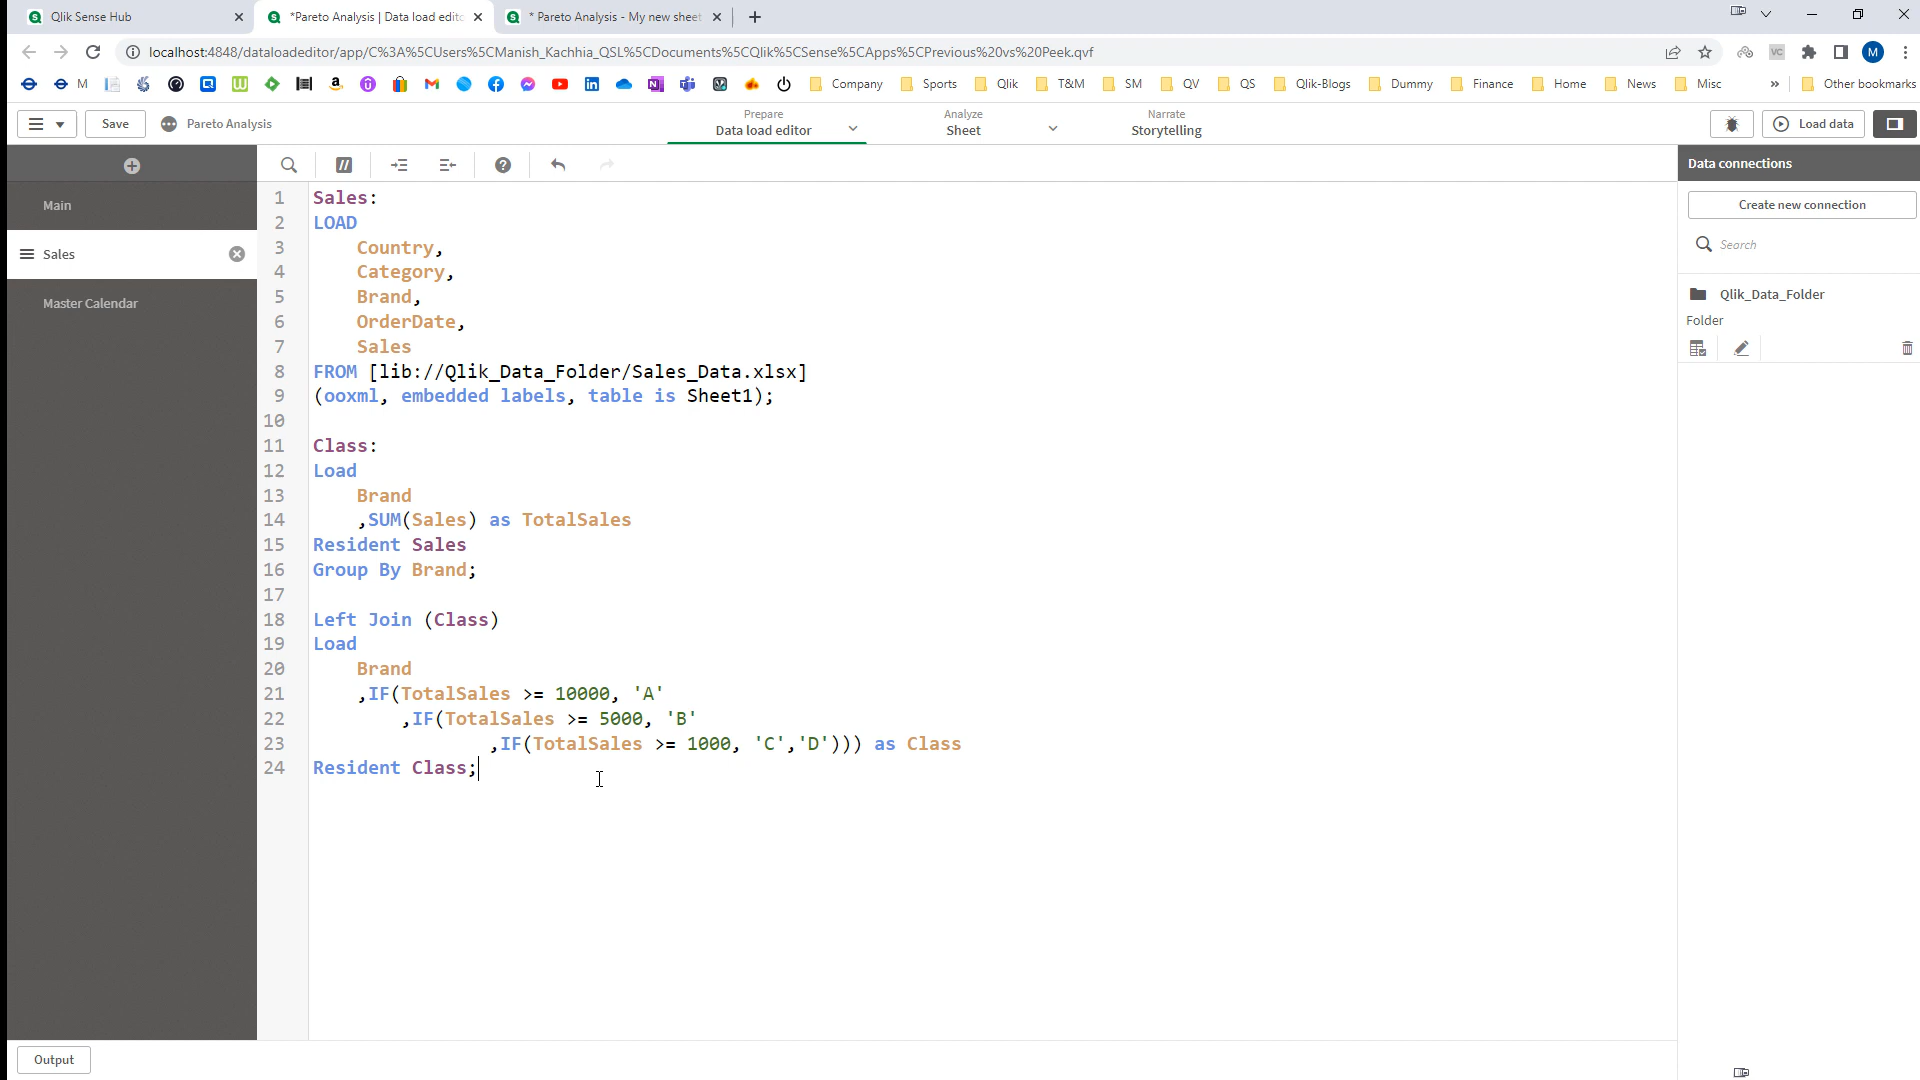 Qlik Sense Hub
*Pareto Analysis | Data load edito
* Pareto Analysis - My new sheet
localhost:4848/dataloadeditor/app/C%3A%5CUsers%5CManish_Kachhia_QSL%5CDocuments%5CQlik%5CSense%5CApps%5CPrevious%20vs%20Peek.qvf
VC
M
M
Company
Sports
Qlik
T&M
SM
QV
QS
Qlik-Blogs
Dummy
Finance
Home
News
Misc
»
Other bookmarks
Save
Pareto Analysis
Prepare
Data load editor
Analyze
Sheet
Narrate
Storytelling
Load data
Data connections
Create new connection
Search
Qlik_Data_Folder
Folder
Main
Sales
Master Calendar
//
1 Sales:
2 LOAD
3 Country,
4 Category,
5 Brand,
6 OrderDate,
7 Sales
8 FROM [lib://Qlik_Data_Folder/Sales_Data.xlsx]
9 (ooxml, embedded labels, table is Sheet1);
10
11 Class:
12 Load
13 Brand
14 ,SUM(Sales) as TotalSales
15 Resident Sales
16 Group By Brand;
17
18 Left Join (Class)
19 Load
20 Brand
21 ,IF(TotalSales >= 10000, 'A'
22 ,IF(TotalSales >= 5000, 'B'
23 ,IF(TotalSales >= 1000, 'C','D'))) as Class
24 Resident Class;
Output